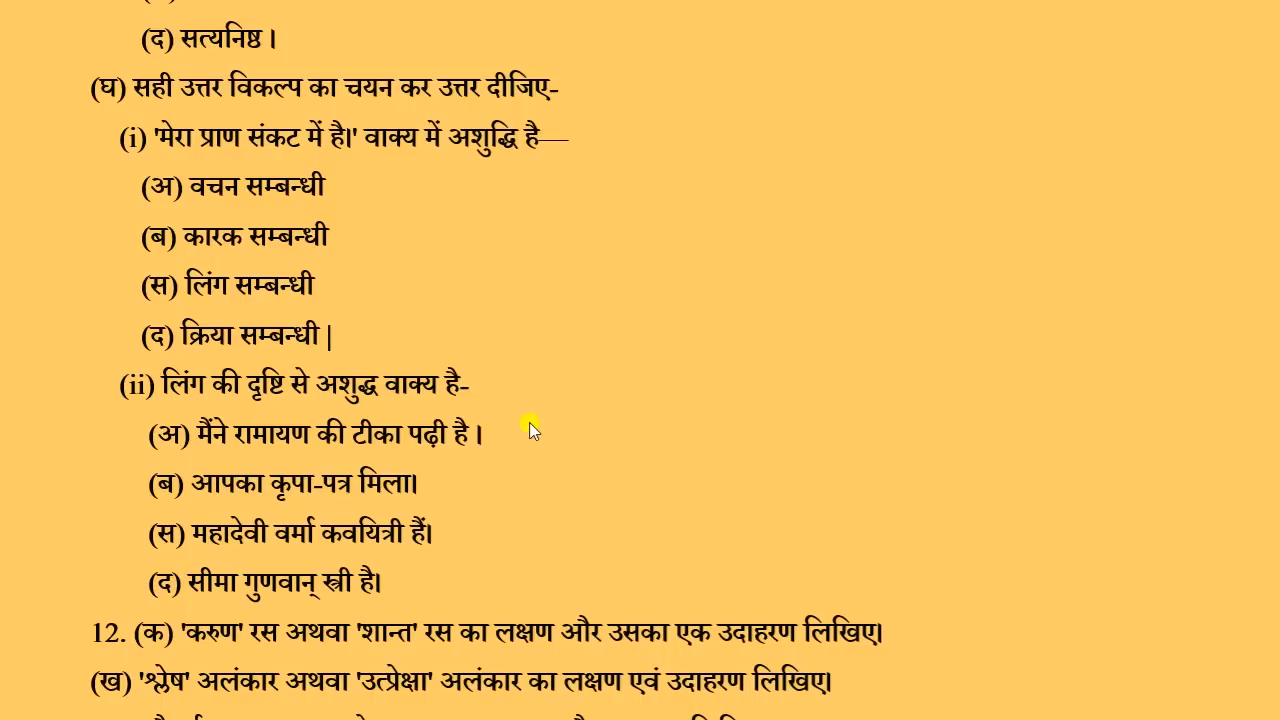 (द) सत्यनिष्ठ ।
(घ) सही उत्तर विकल्प का चयन कर उत्तर दीजिए-
(i) 'मेरा प्राण संकट में है।' वाक्य में अशुद्धि है—
(अ) वचन सम्बन्धी
(ब) कारक सम्बन्धी
(स) लिंग सम्बन्धी
(द) क्रिया सम्बन्धी |
(ii) लिंग की दृष्टि से अशुद्ध वाक्य है-
(अ) मैंने रामायण की टीका पढ़ी है ।
(ब) आपका कृपा-पत्र मिला।
(स) महादेवी वर्मा कवयित्री हैं।
(द) सीमा गुणवान् स्त्री है।
12. (क) 'करुण' रस अथवा 'शान्त' रस का लक्षण और उसका एक उदाहरण लिखिए।
(ख) 'श्लेष' अलंकार अथवा 'उत्प्रेक्षा' अलंकार का लक्षण एवं उदाहरण लिखिए।